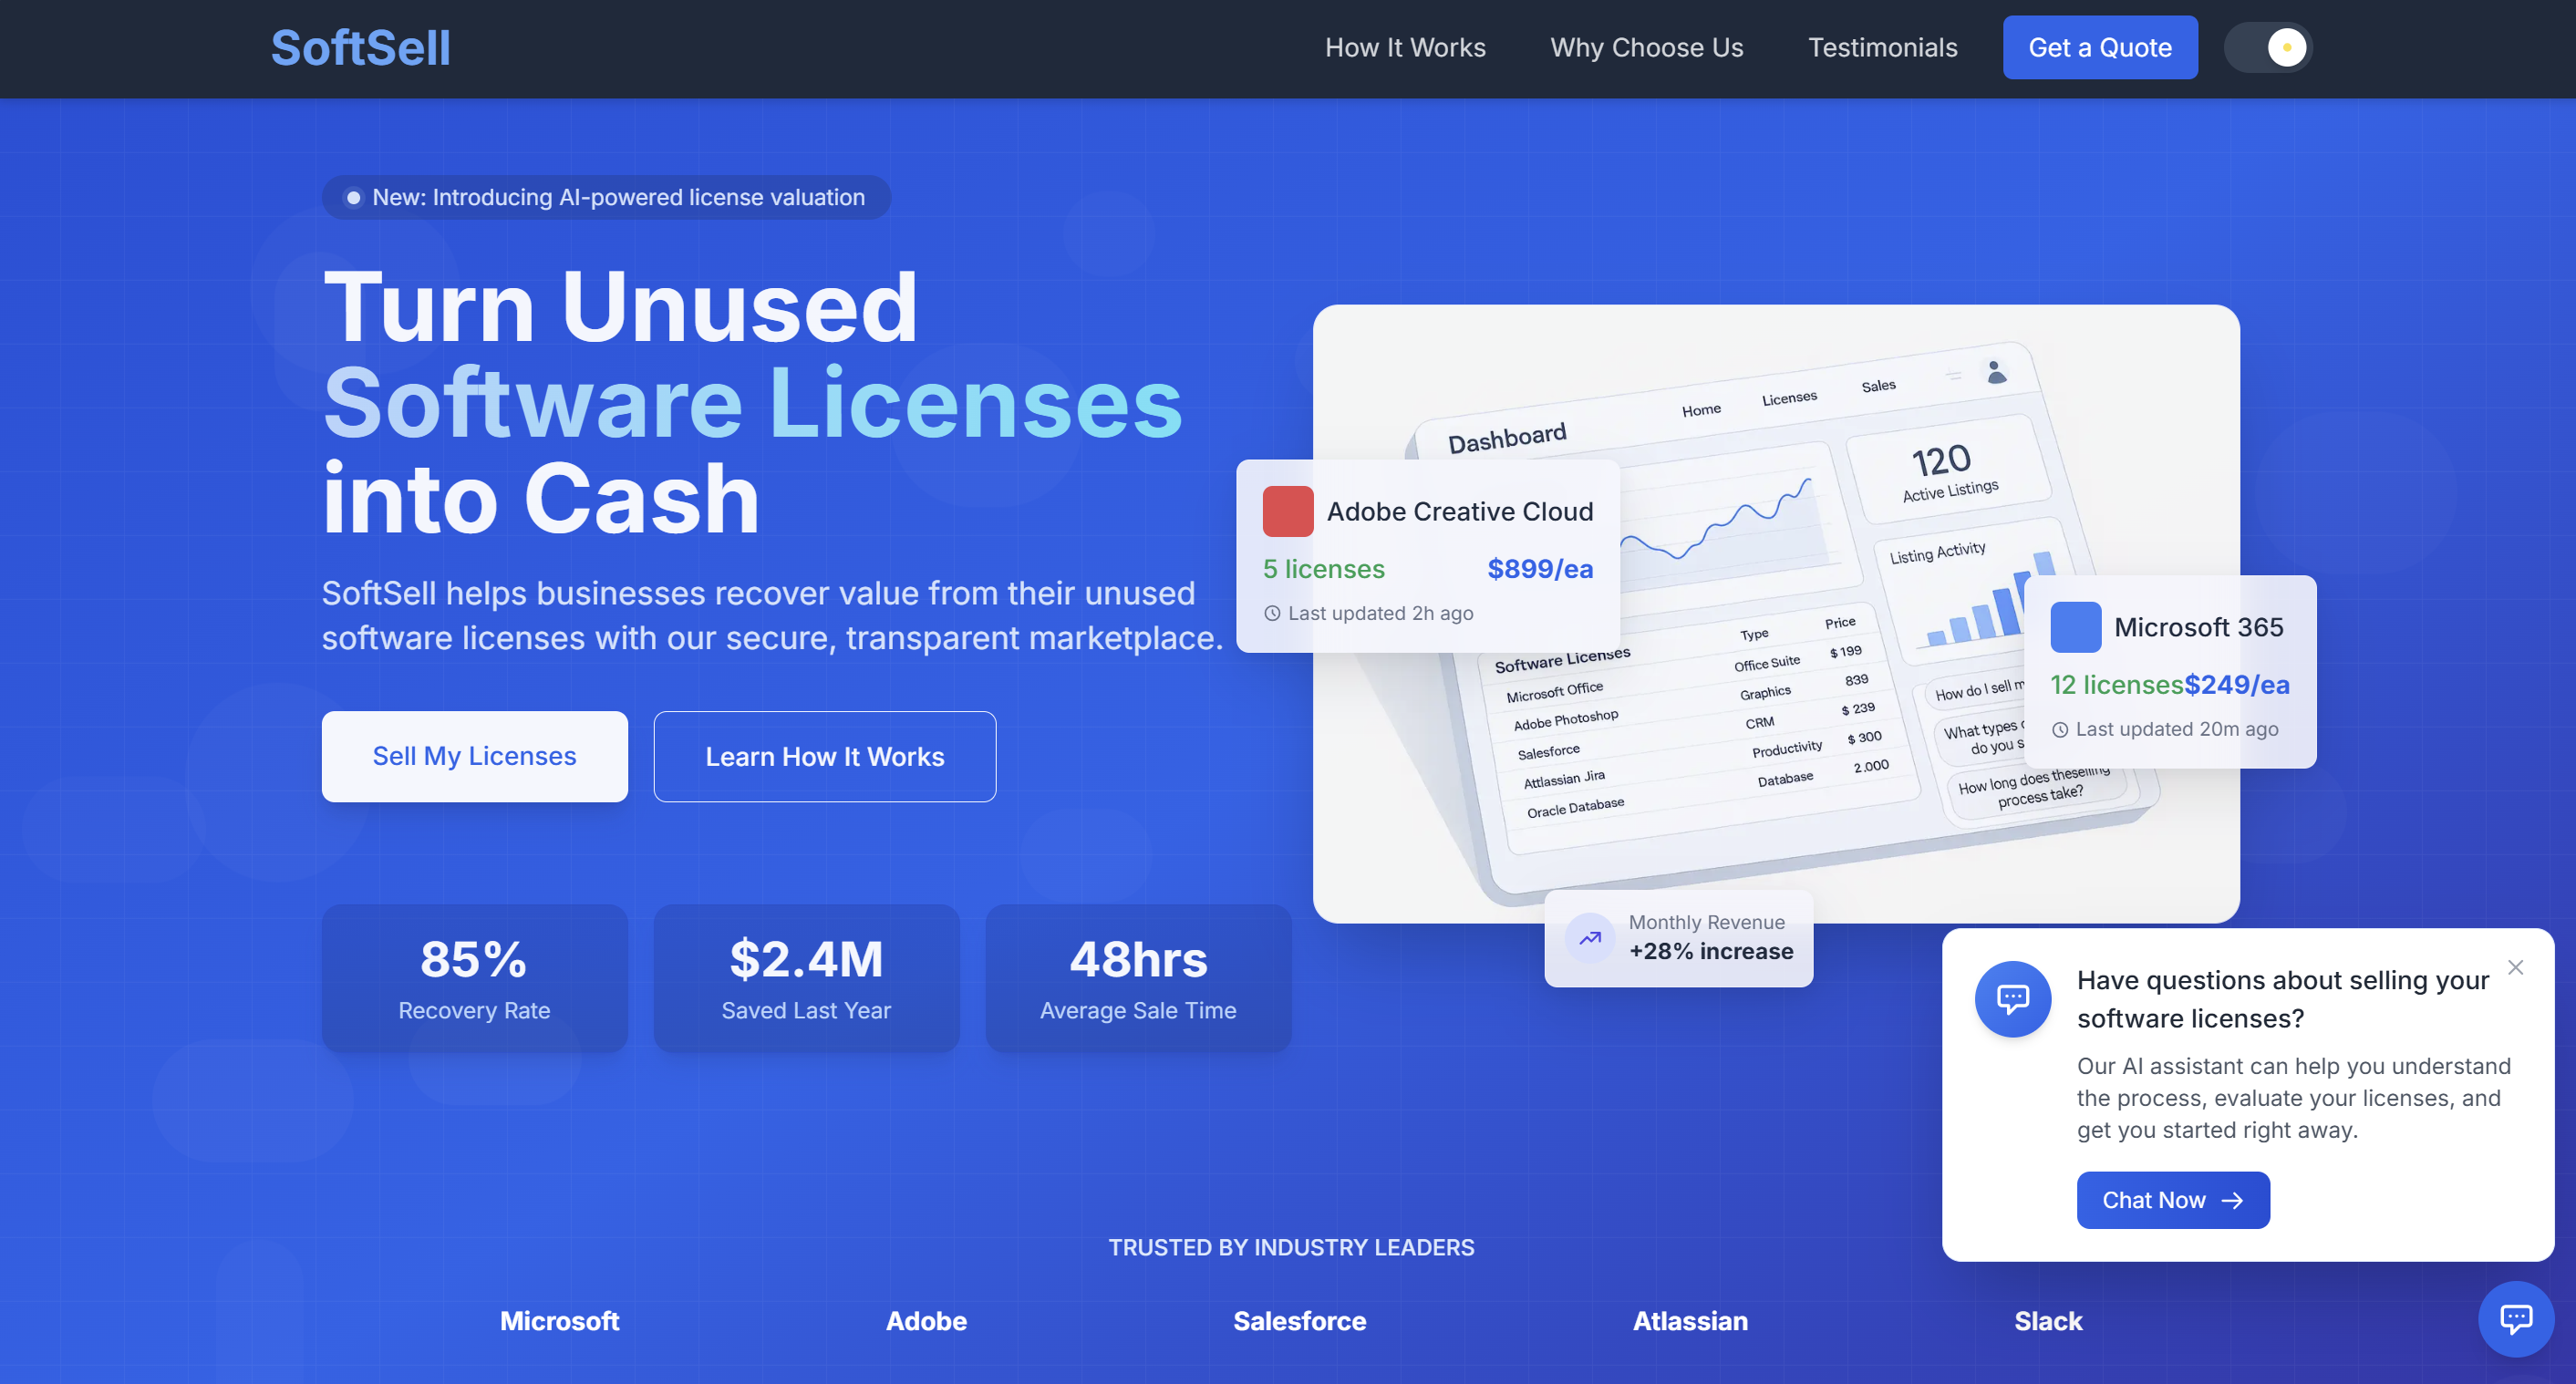 SoftSell
How It Works
Why Choose Us
Testimonials
Get a Quote
New: Introducing AI-powered license valuation
Turn Unused
Software Licenses
into Cash
SoftSell helps businesses recover value from their unused
software licenses with our secure, transparent marketplace.
Sell My Licenses
Learn How It Works
85%
Recovery Rate
$2.4M
Saved Last Year
48hrs
Average Sale Time
Dashboard
Home
Licenses
Sales
120
Active Listings
Listing Activity
Adobe Creative Cloud
5 licenses $899/ea
Last updated 2h ago
Software Licenses Type Price
Microsoft Office Office Suite $ 199
Adobe Photoshop Graphics 839
Salesforce CRM $ 239
Attlassian Jira Productivity $ 300
Oracle Database Database 2.000
How do I sell
What types
do you
How long does theselling
process take?
Microsoft 365
12 licenses$249/ea
Last updated 20m ago
Monthly Revenue
+28% increase
Have questions about selling your
software licenses?
Our AI assistant can help you understand
the process, evaluate your licenses, and
get you started right away.
Chat Now
TRUSTED BY INDUSTRY LEADERS
Microsoft
Adobe
Salesforce
Atlassian
Slack